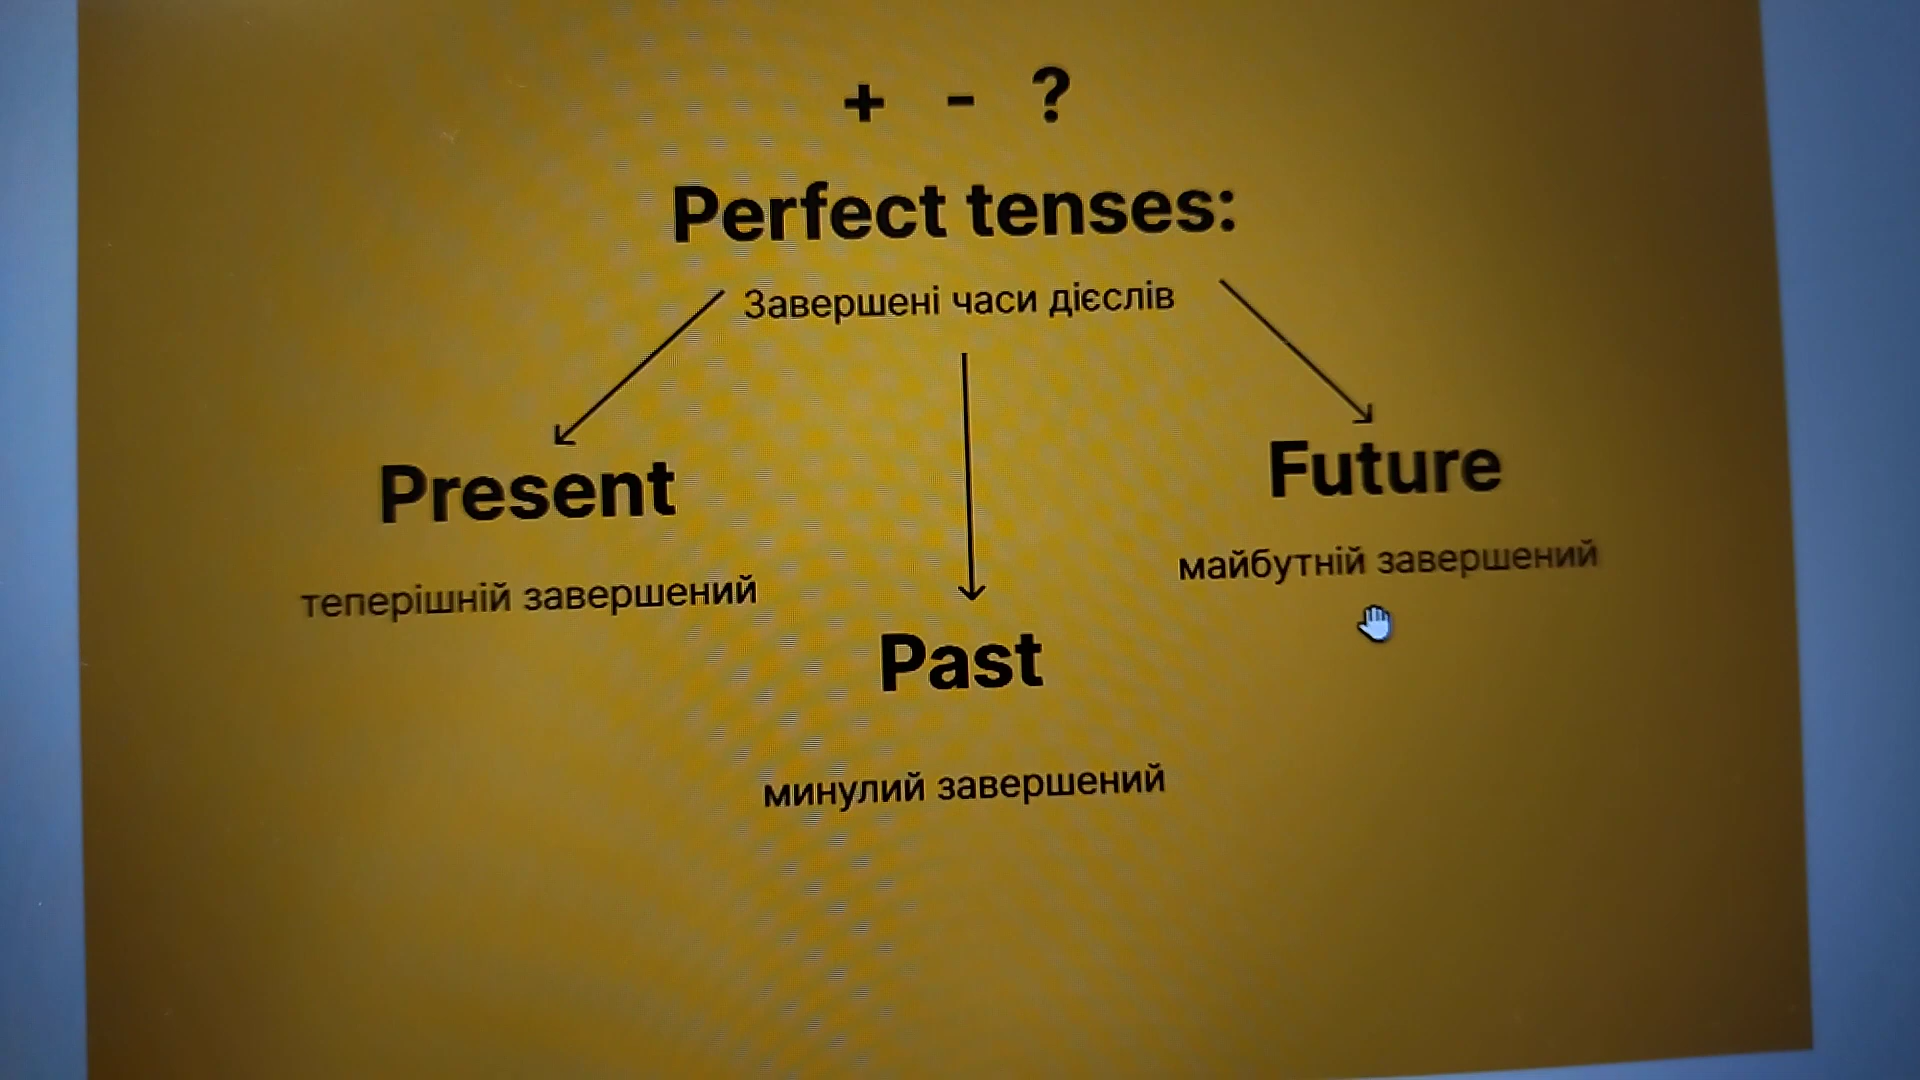 + - ?
Perfect tenses:
Завершені часи дієслів
Present
Future
теперішній завершений
майбутній завершений
Past
минулий завершений